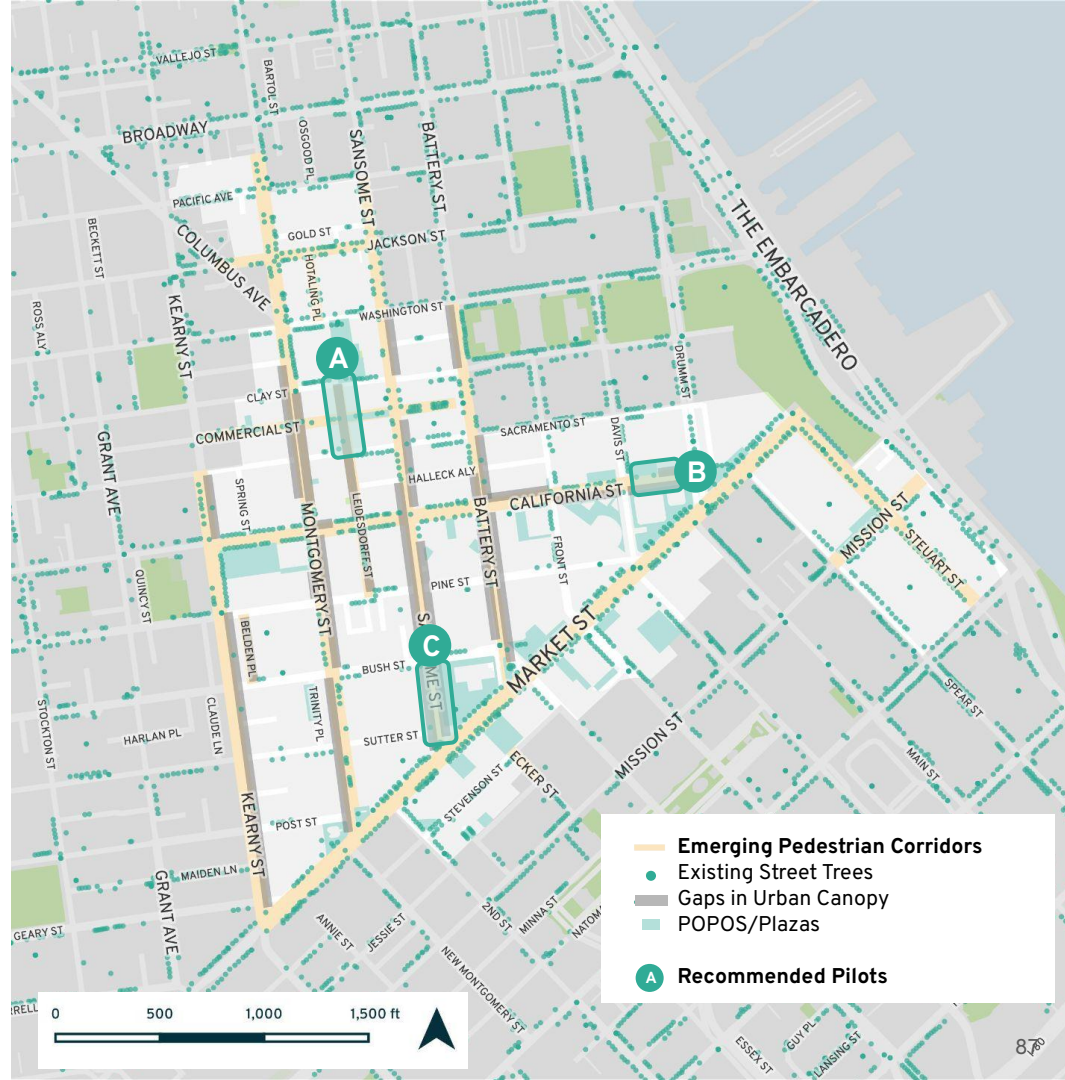 VALLEJO ST
BARTOL ST
BROADWAY
OSGOOD PL
SANSOME ST
BATTERY ST
PACIFIC AVE
BECKETT ST
COLUMBUS AVE
GOLD ST
JACKSON ST
HOTALING PL
THE EMBARCADERO
ROSS ALY
KEARNY ST
WASHINGTON ST
A
DRUMM ST
CLAY ST
COMMERCIAL ST
SACRAMENTO ST
DAVIS ST
GRANT AVE
SPRING ST
HALLECK ALY
B
CALIFORNIA ST
LEIDESDORFF ST
MONTGOMERY ST
BATTERY ST
FRONT ST
MISSION ST
STEUART ST
QUINCY ST
PINE ST
BELDEN PL
C
SA
ME ST
BUSH ST
MARKET ST
TRINITY PL
CLAUDE LN
STOCKTON ST
HARLAN PL
SUTTER ST
MISSION ST
SPEAR ST
ECKER ST
STEVENSON ST
MAIN ST
KEARNY ST
POST ST
MAIDEN LN
GRANT AVE
GEARY ST
ANNIE ST
JESSIE ST
2ND ST
MINNA ST
NATOM
NEW MONTGOMERY ST
Emerging Pedestrian Corridors
Existing Street Trees
Gaps in Urban Canopy
POPOS/Plazas
A Recommended Pilots
RRELL
0 500 1,000 1,500 ft
ESSEX ST
GUY PL
LANSING ST
87